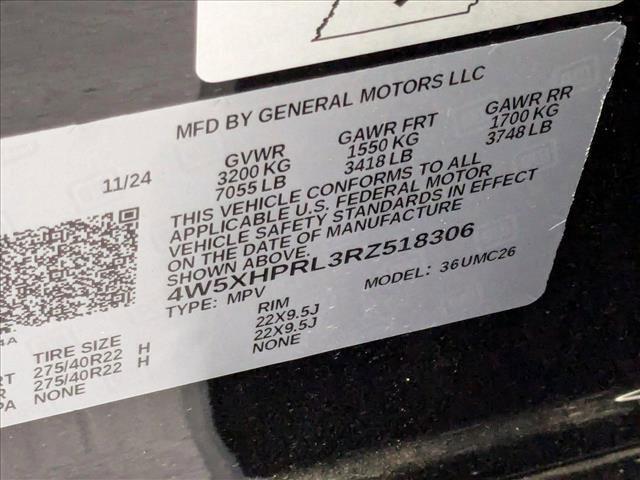 MFD BY GENERAL MOTORS LLC
11/24 GVWR GAWR FRT GAWR RR
3200 KG 1550 KG 1700 KG
7055 LB 3418 LB 3748 LB
THIS VEHICLE CONFORMS TO ALL
APPLICABLE U.S. FEDERAL MOTOR
VEHICLE SAFETY STANDARDS IN EFFECT
ON THE DATE OF MANUFACTURE
SHOWN ABOVE.
4W5XHPRL3RZ518306
TYPE: MPV MODEL: 36UMC26
TIRE SIZE RIM
275/40R22 H 22X9.5J
275/40R22 H 22X9.5J
NONE NONE